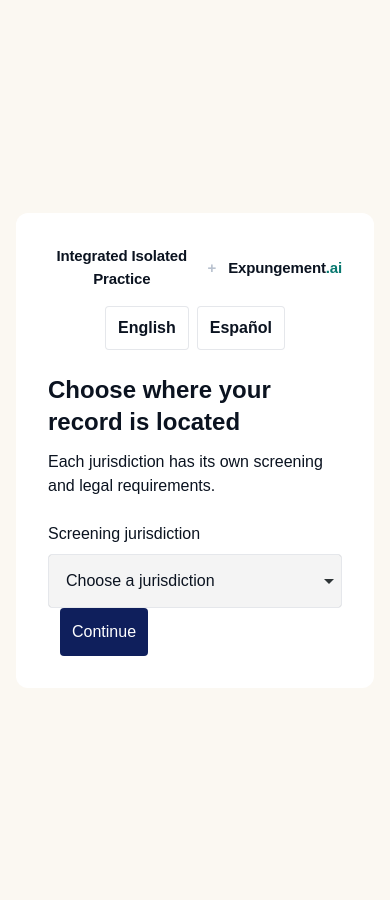 Integrated Isolated
Practice
+ Expungement.ai
English Español
Choose where your
record is located
Each jurisdiction has its own screening
and legal requirements.
Screening jurisdiction
Choose a jurisdiction
Continue